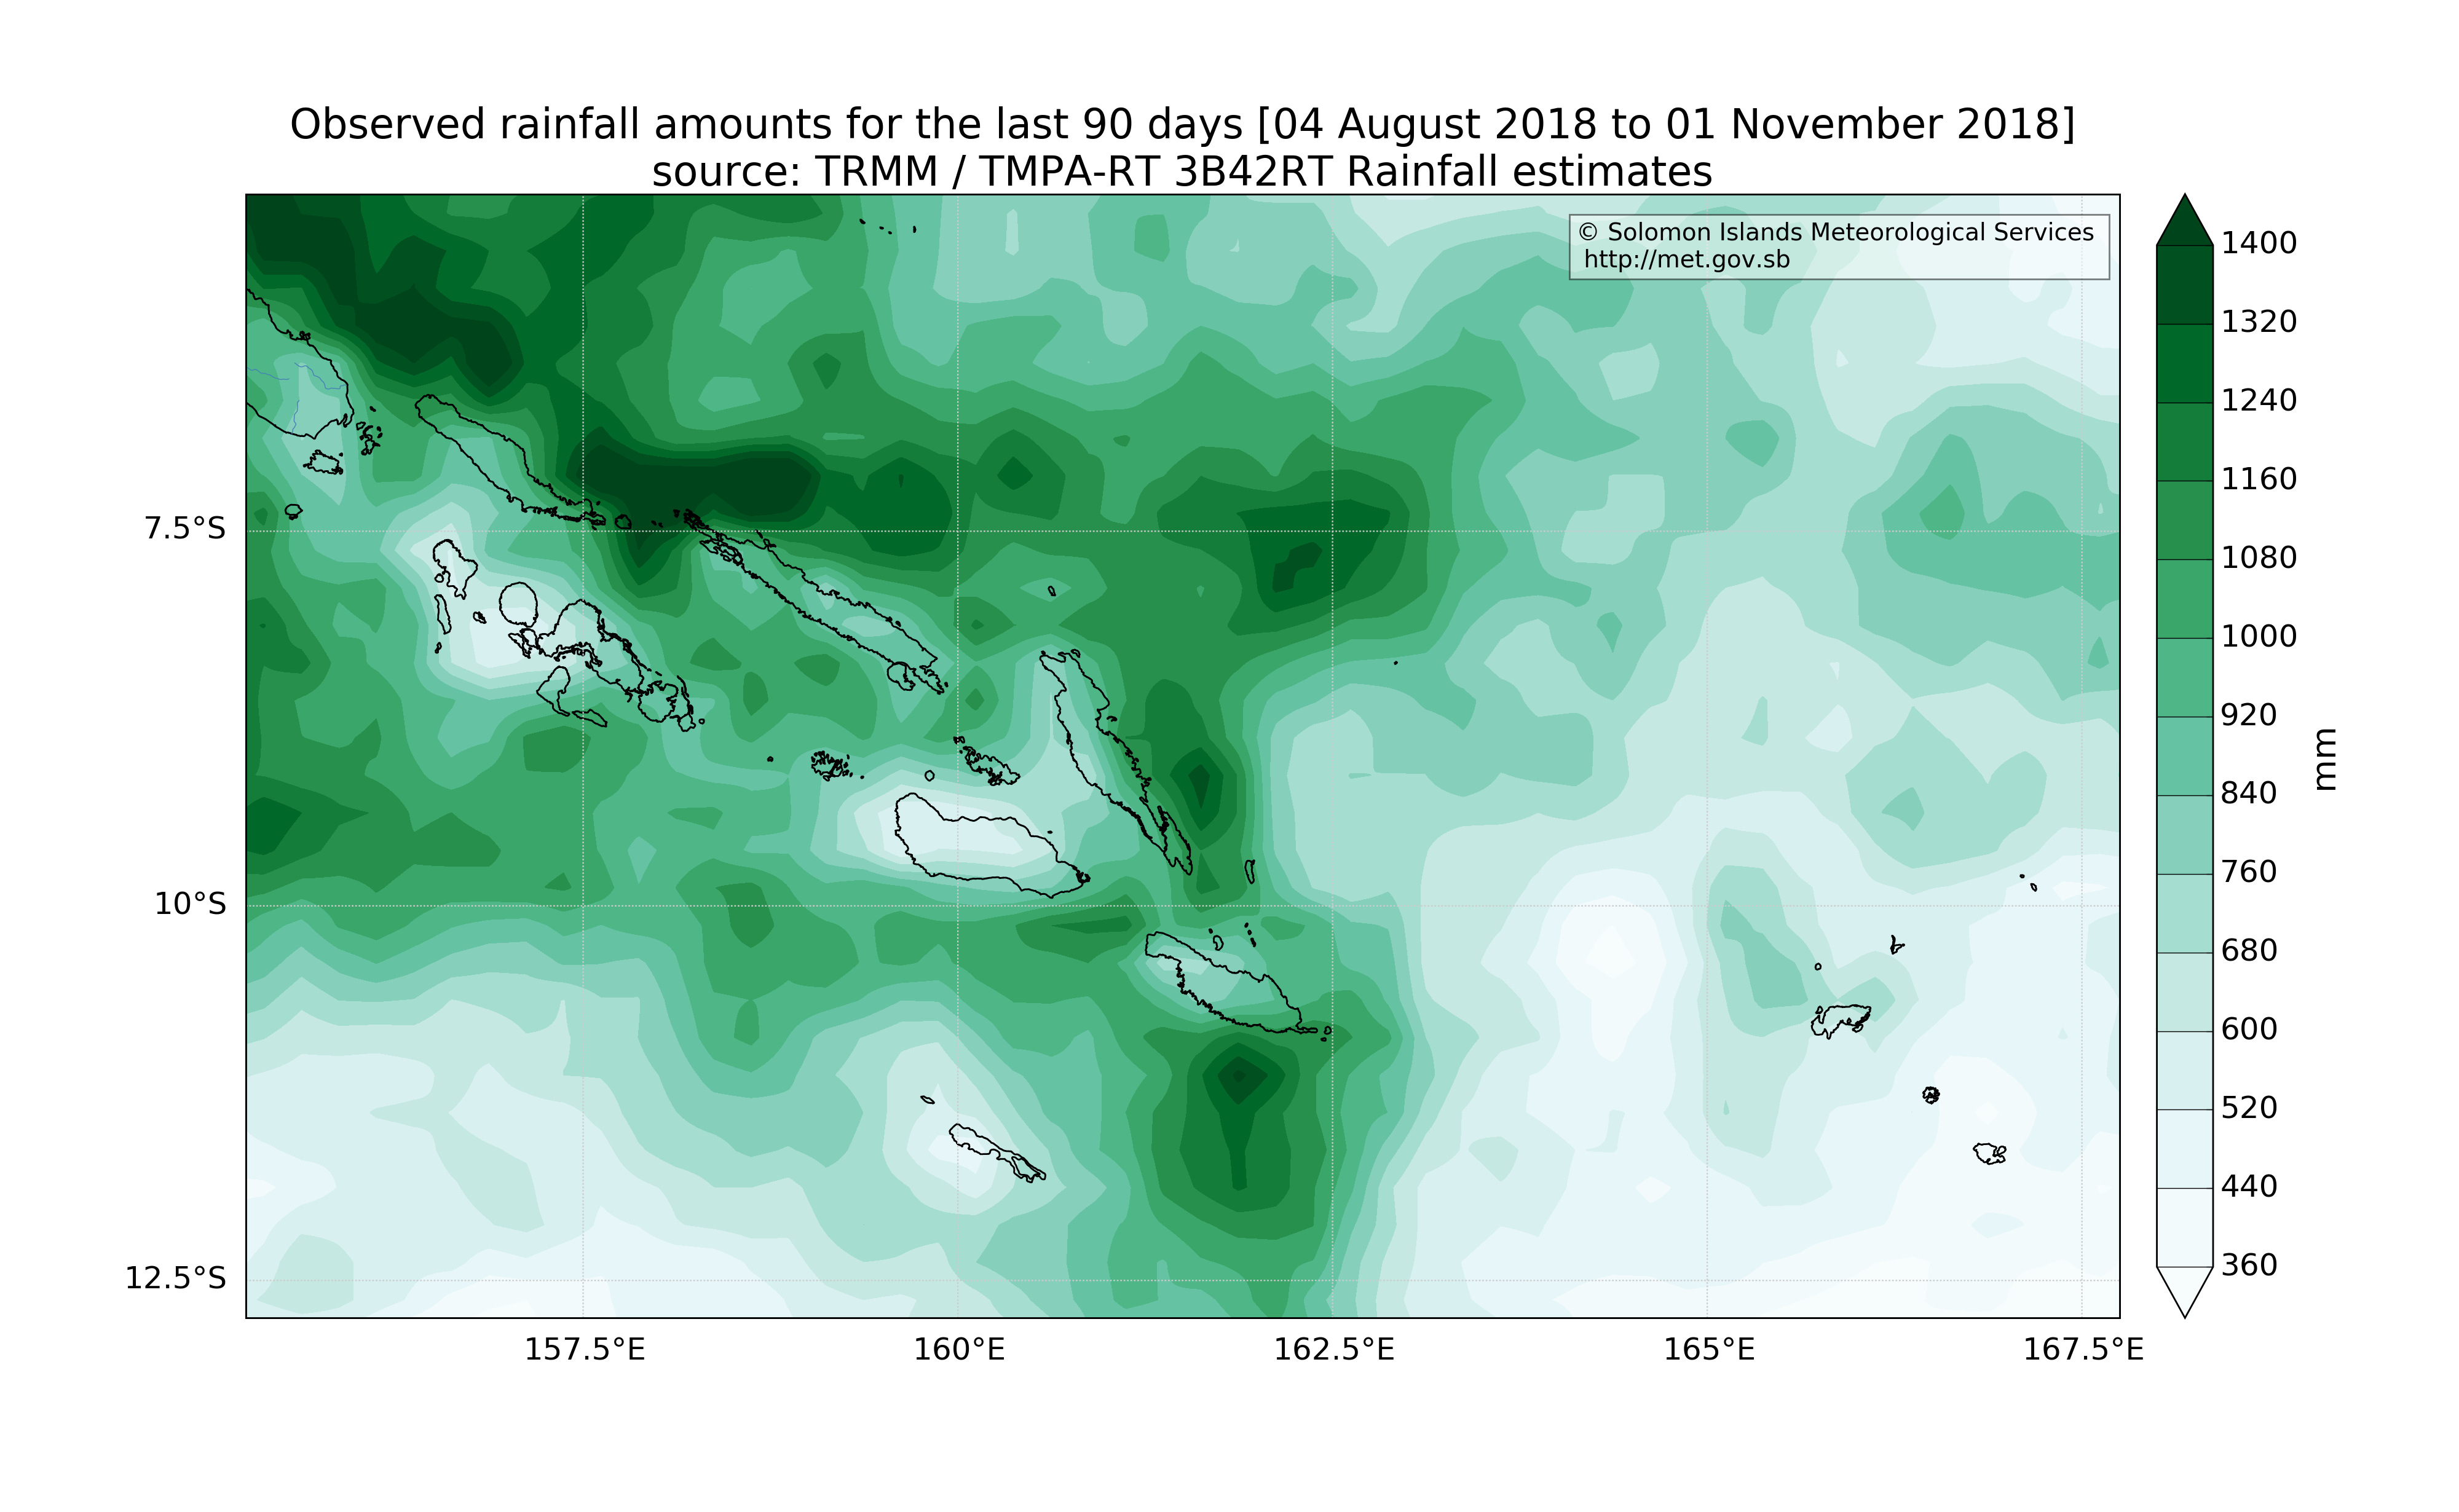 Observed rainfall amounts for the last 90 days [04 August 2018 to 01 November 2018]
source: TRMM / TMPA-RT 3B42RT Rainfall estimates
© Solomon Islands Meteorological Services
http://met.gov.sb
7.5°S
10°S
12.5°S
157.5°E
160°E
162.5°E
165°E
167.5°E
1400
1320
1240
1160
1080
1000
920
840
760
680
600
520
440
360
mm